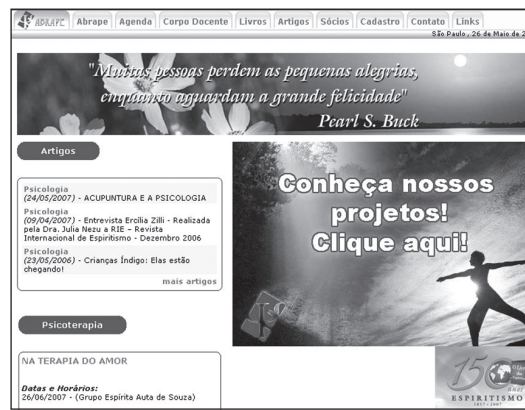 ABRAPE Abrape Agenda Corpo Docente Livros Artigos Sócios Cadastro Contato Links
São Paulo, 26 de Maio de 2
"Muitas pessoas perdem as pequenas alegrias,
enquanto aguardam a grande felicidade"
Pearl S. Buck
Artigos
Psicologia
(24/05/2007) - ACUPUNTURA E A PSICOLOGIA
Psicologia
(09/04/2007) - Entrevista Ercília Zilli - Realizada
pela Dra. Julia Nezu a RIE – Revista
Internacional de Espiritismo - Dezembro 2006
Psicologia
(23/05/2006) - Crianças Índigo: Elas estão
chegando!
mais artigos
Conheça nossos
projetos!
Clique aqui!
Psicoterapia
NA TERAPIA DO AMOR
Datas e Horários:
26/06/2007 - (Grupo Espírita Auta de Souza)
150
anos
ESPIRITISMO
1857 • 2007